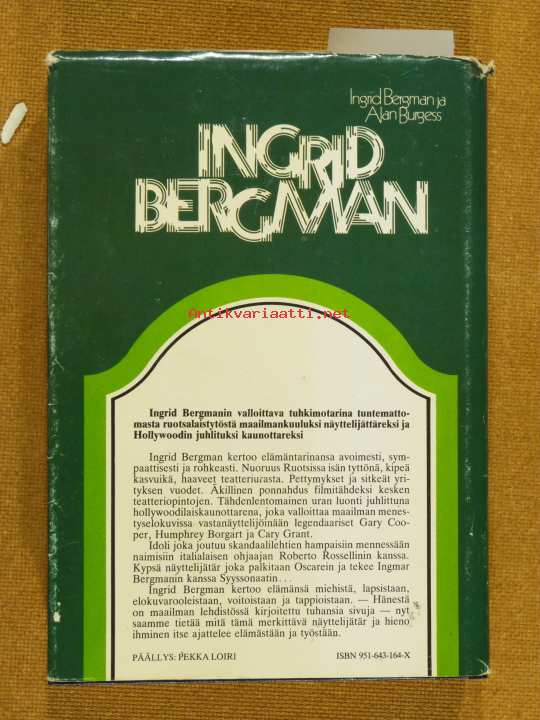 Ingrid Bergman ja
Alan Burgess
INGRID
BERGMAN
Antikvariaatti.net
Ingrid Bergmanin valloittava tuhkimotarina tuntematto-
masta ruotsalaistytöstä maailmankuuluksi näyttelijättäreksi ja
Hollywoodin juhlituksi kaunottareksi
Ingrid Bergman kertoo elämäntarinansa avoimesti, sym-
paattisesti ja rohkeasti. Nuoruus Ruotsissa isän tyttönä, kipeä
kasvuikä, haaveet teatteriurasta. Pettymykset ja sitkeät yri-
tyksen vuodet. Äkillinen ponnahdus filmitähdeksi kesken
teatteriopintojen. Tähdenlentomainen uran luonti juhlittuna
hollywoodilaiskaunottarena, joka valloittaa maailman menes-
tyselokuvissa vastanäyttelijöinään legendaariset Gary Coo-
per, Humphrey Borgart ja Cary Grant.
Idoli joka joutuu skandaalilehtien hampaisiin mennessään
naimisiin italialaisen ohjaajan Roberto Rossellinin kanssa.
Kypsä näyttelijätär joka palkitaan Oscarein ja tekee Ingmar
Bergmanin kanssa Syyssonaatin...
Ingrid Bergman kertoo elämänsä miehistä, lapsistaan,
elokuvarooleistaan, voitoistaan ja tappioistaan. — Hänestä
on maailman lehdistössä kirjoitettu tuhansia sivuja — nyt
saamme tietää mitä tämä merkittävä näyttelijätär ja hieno
ihminen itse ajattelee elämästään ja työstään.
PÄÄLLYS: PEKKA LOIRI
ISBN 951-643-164-X